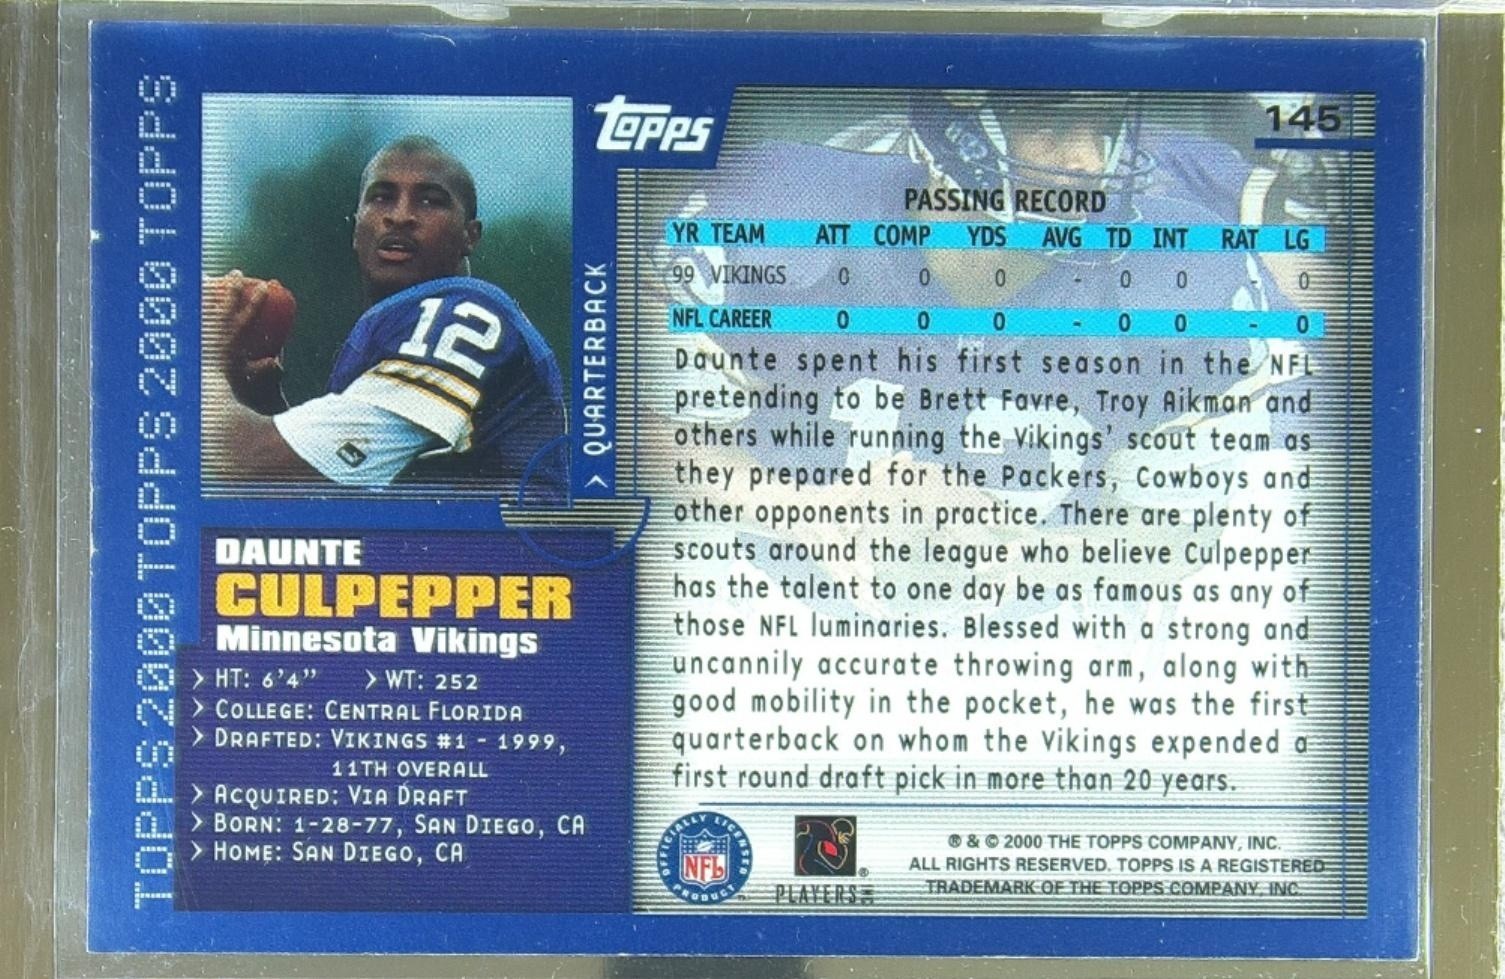 TOPPS 2000 TOPPS 2000 TOPPS 2000 TOPPS
12
> QUARTERBACK
DAUNTE
CULPEPPER
Minnesota Vikings
> HT: 6'4" > WT: 252
> COLLEGE: CENTRAL FLORIDA
> DRAFTED: VIKINGS #1 - 1999,
11TH OVERALL
> ACQUIRED: VIA DRAFT
> BORN: 1-28-77, SAN DIEGO, CA
> HOME: SAN DIEGO, CA
Topps
145
PASSING RECORD
YR TEAM ATT COMP YDS AVG TD INT RAT LG
99 VIKINGS 0 0 0 - 0 0 - 0
NFL CAREER 0 0 0 - 0 0 - 0
Daunte spent his first season in the NFL
pretending to be Brett Favre, Troy Aikman and
others while running the Vikings' scout team as
they prepared for the Packers, Cowboys and
other opponents in practice. There are plenty of
scouts around the league who believe Culpepper
has the talent to one day be as famous as any of
those NFL luminaries. Blessed with a strong and
uncannily accurate throwing arm, along with
good mobility in the pocket, he was the first
quarterback on whom the Vikings expended a
first round draft pick in more than 20 years.
OFFICIALLY LICENSED PRODUCT
NFL
PLAYERS INC
® & © 2000 THE TOPPS COMPANY, INC.
ALL RIGHTS RESERVED. TOPPS IS A REGISTERED
TRADEMARK OF THE TOPPS COMPANY, INC.